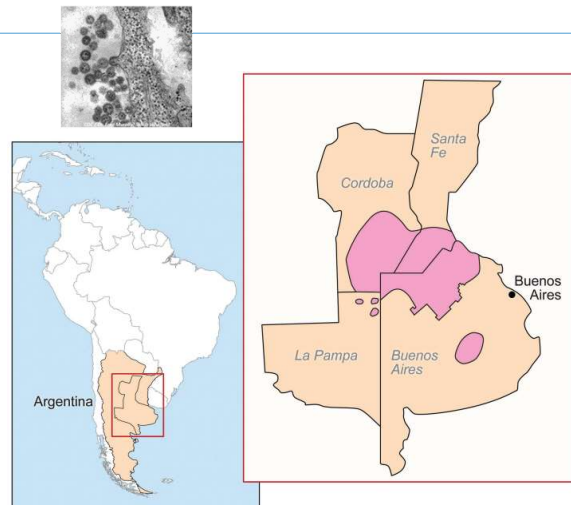 Santa
Fe
Cordoba
Buenos
Aires
La Pampa
Buenos
Aires
Argentina